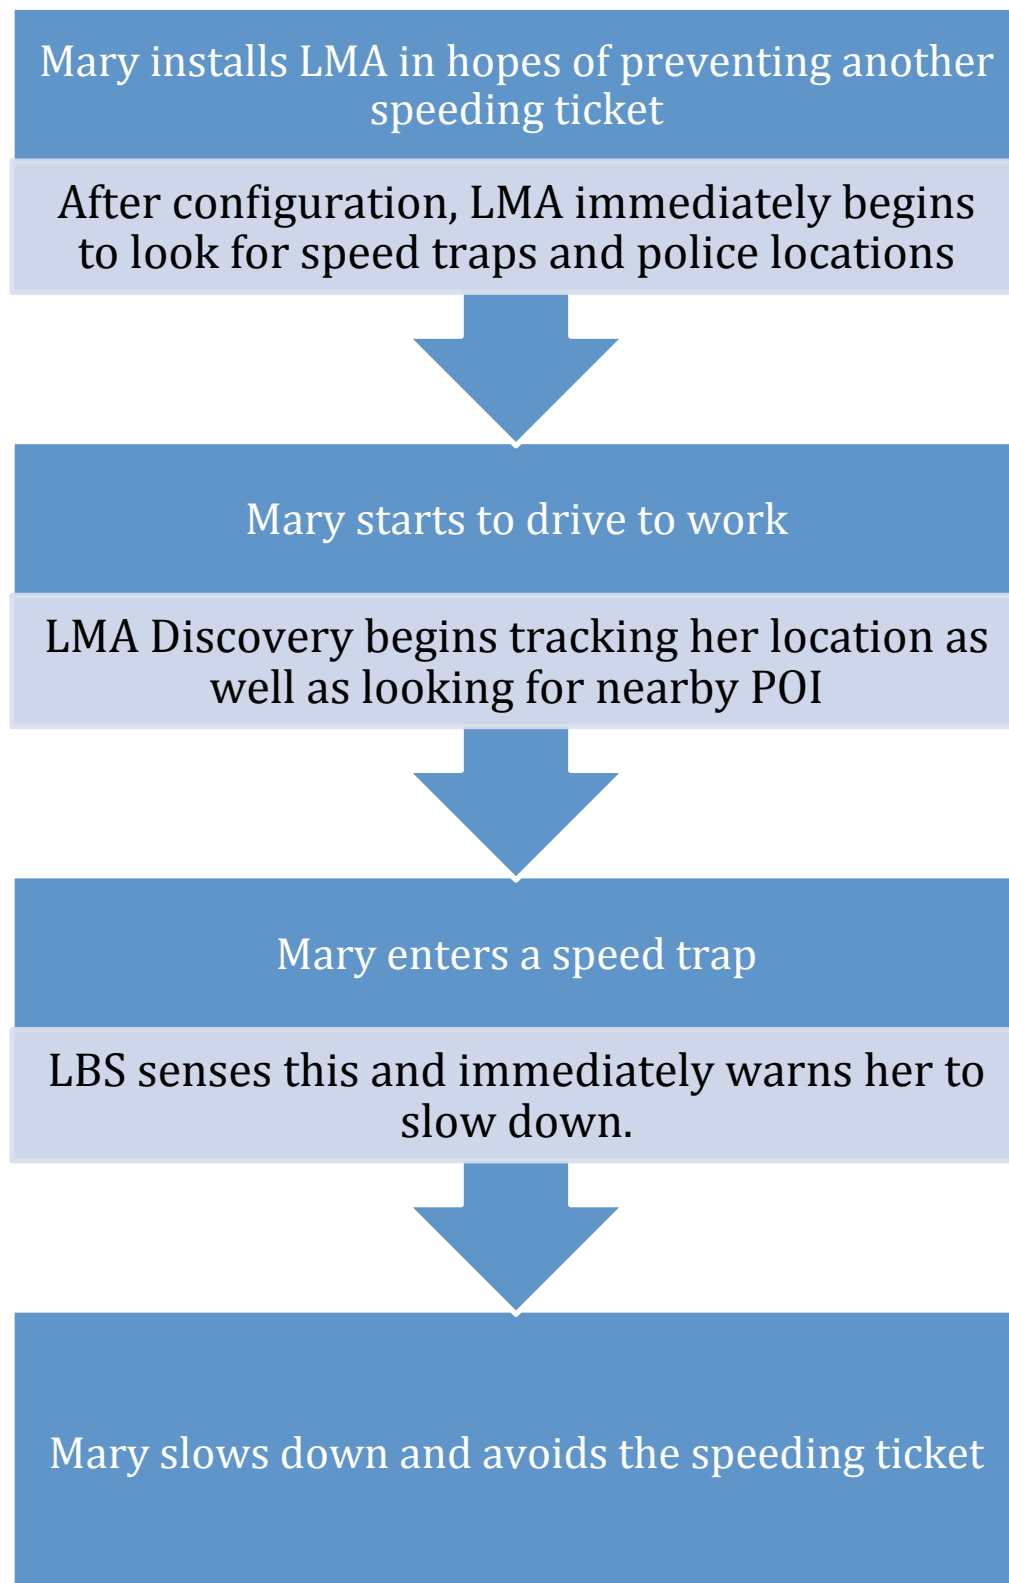 Mary installs LMA in hopes of preventing another
speeding ticket
After configuration, LMA immediately begins
to look for speed traps and police locations
Mary starts to drive to work
LMA Discovery begins tracking her location as
well as looking for nearby POI
Mary enters a speed trap
LBS senses this and immediately warns her to
slow down.
Mary slows down and avoids the speeding ticket